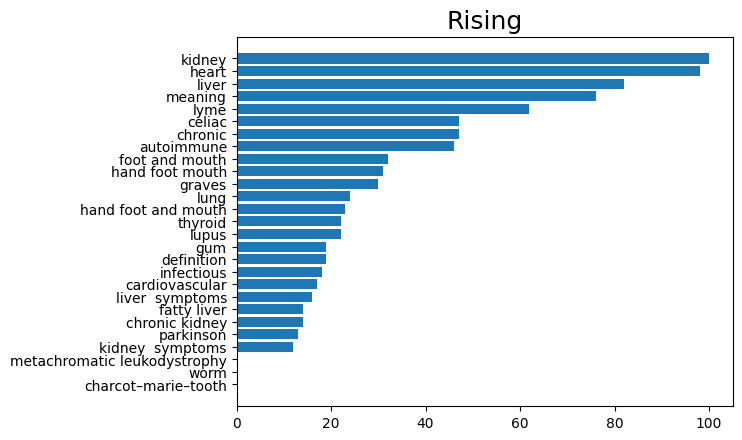 Rising
kidney
heart
liver
meaning
lyme
celiac
chronic
autoimmune
foot and mouth
hand foot mouth
graves
lung
hand foot and mouth
thyroid
lupus
gum
definition
infectious
cardiovascular
liver  symptoms
fatty liver
chronic kidney
parkinson
kidney  symptoms
metachromatic leukodystrophy
worm
charcot–marie–tooth
0 20 40 60 80 100